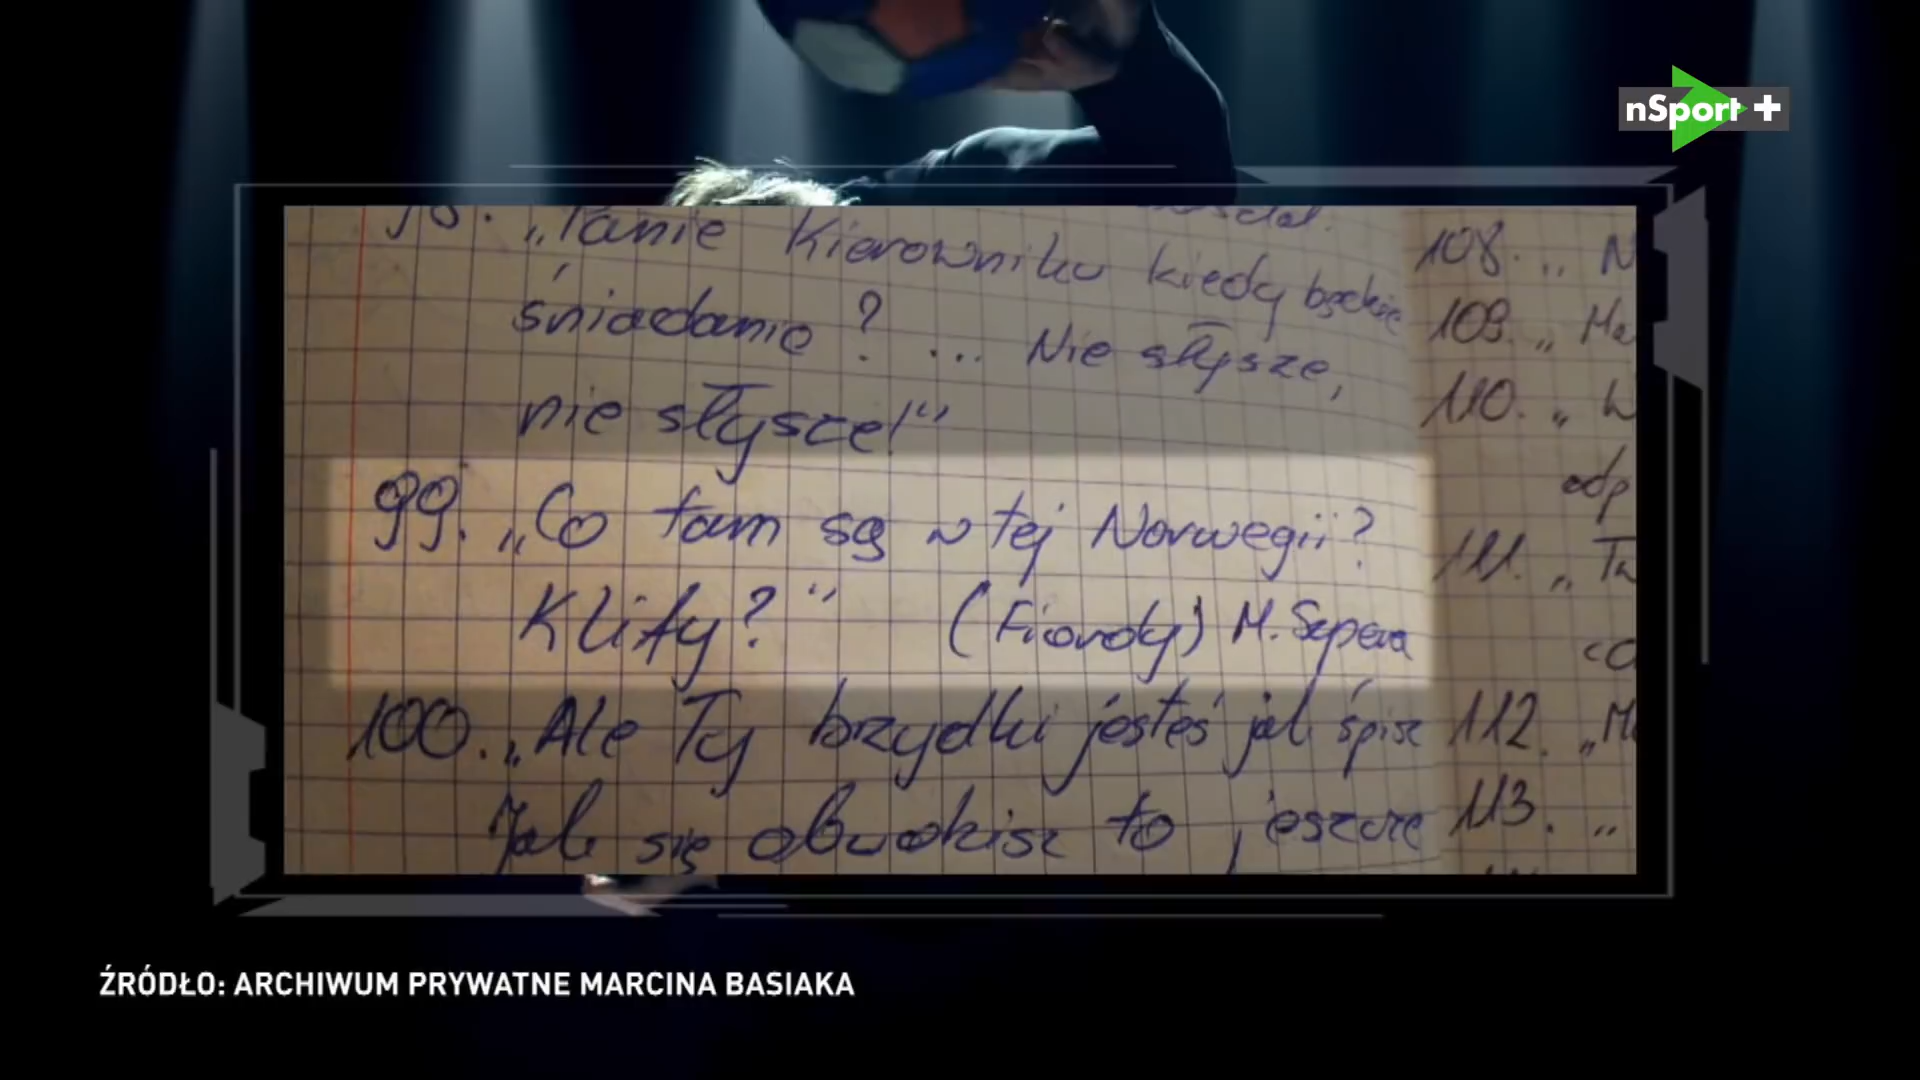 nSport+
„Panie Kierowniku kiedy będzie
śniadanie? ... Nie słyszę,
nie słyszę!“
99. „Co tam są w tej Norwegii?
Klify?“ (Fiordy) M. Szpera
100. „Ale Ty brzydki jesteś jak śpisz
Jak się obudzisz to jeszcze
108. „ N
109. „
110. „
odp
111. „
112. „M
113. „
ŹRÓDŁO: ARCHIWUM PRYWATNE MARCINA BASIAKA